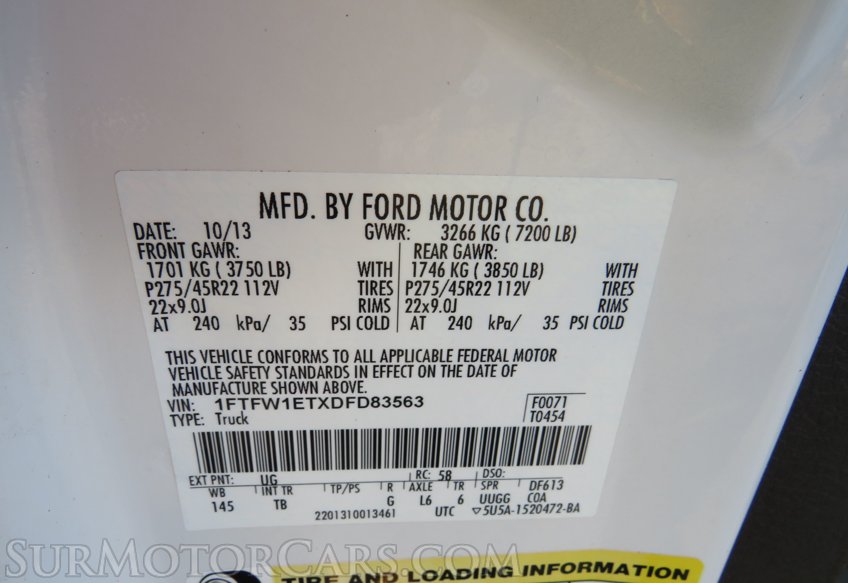 MFD. BY FORD MOTOR CO.
DATE: 10/13 GVWR: 3266 KG ( 7200 LB)
FRONT GAWR: REAR GAWR:
1701 KG ( 3750 LB) WITH 1746 KG ( 3850 LB) WITH
P275/45R22 112V TIRES P275/45R22 112V TIRES
22x9.0J RIMS 22x9.0J RIMS
AT 240 kPa/ 35 PSI COLD AT 240 kPa/ 35 PSI COLD
THIS VEHICLE CONFORMS TO ALL APPLICABLE FEDERAL MOTOR
VEHICLE SAFETY STANDARDS IN EFFECT ON THE DATE OF
MANUFACTURE SHOWN ABOVE.
VIN: 1FTFW1ETXDFD83563 F0071
TYPE: Truck T0454
EXT PNT: UG RC: 58 DSO:
WB INT TR TP/PS R AXLE TR SPR DF613
145 TB G L6 6 UUGG COA
2201310013461 UTC ▽5U5A-1520472-BA
TIRE AND LOADING INFORMATION
SurMotorCars.com